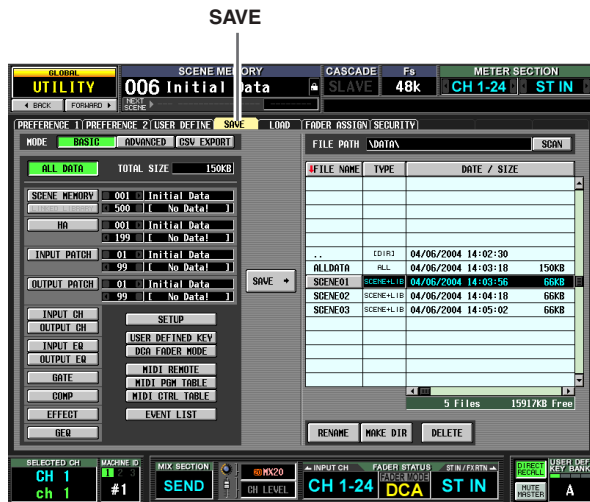 SAVE
GLOBAL
UTILITY
BACK FORWARD
SCENE MEMORY
006 Initial Data
NEXT SCENE
CASCADE
SLAVE
Fs
48k
METER SECTION
CH 1-24 ST IN
PREFERENCE 1 PREFERENCE 2 USER DEFINE SAVE LOAD FADER ASSIGN SECURITY
MODE BASIC ADVANCED CSV EXPORT
ALL DATA TOTAL SIZE 150KB
SCENE MEMORY 001 Initial Data
LINKED LIBRARY 500 [ No Data! ]
HA 001 Initial Data
199 [ No Data! ]
INPUT PATCH 01 Initial Data
99 [ No Data! ]
OUTPUT PATCH 01 Initial Data
99 [ No Data! ]
INPUT CH
OUTPUT CH
INPUT EQ
OUTPUT EQ
GATE
COMP
EFFECT
GEQ
SETUP
USER DEFINED KEY
DCA FADER MODE
MIDI REMOTE
MIDI PGM TABLE
MIDI CTRL TABLE
EVENT LIST
SAVE
FILE PATH \DATA\ SCAN
FILE NAME TYPE DATE / SIZE
.. [DIR] 04/06/2004 14:02:30
ALLDATA ALL 04/06/2004 14:03:18 150KB
SCENE01 SCENE+LIB 04/06/2004 14:03:56 66KB
SCENE02 SCENE+LIB 04/06/2004 14:04:18 66KB
SCENE03 SCENE+LIB 04/06/2004 14:05:02 66KB
5 Files 15917KB Free
RENAME MAKE DIR DELETE
SELECTED CH
CH 1
ch 1
MACHINE ID
1 2 3
#1
MIX SECTION
SEND
MIX20
CH LEVEL
INPUT CH FADER STATUS ST IN/FXRTN
CH 1-24
FADER MODE
DCA
ST IN
DIRECT RECALL
MUTE MASTER
USER DEF
KEY BANK
A